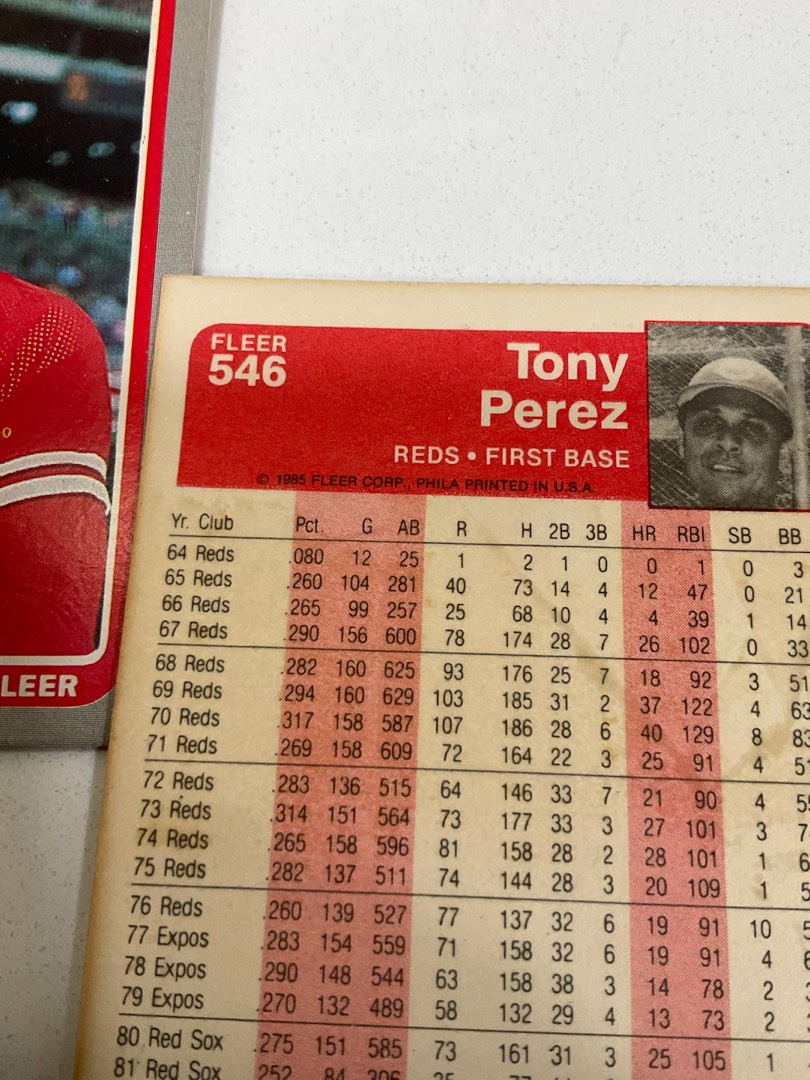 LEER
FLEER
546
Tony
Perez
REDS • FIRST BASE
© 1985 FLEER CORP., PHILA PRINTED IN U.S.A.
Yr. Club Pct. G AB R H 2B 3B HR RBI SB BB
64 Reds .080 12 25 1 2 1 0 0 1 0 3
65 Reds .260 104 281 40 73 14 4 12 47 0 21
66 Reds .265 99 257 25 68 10 4 4 39 1 14
67 Reds .290 156 600 78 174 28 7 26 102 0 33
68 Reds .282 160 625 93 176 25 7 18 92 3 51
69 Reds .294 160 629 103 185 31 2 37 122 4 63
70 Reds .317 158 587 107 186 28 6 40 129 8 83
71 Reds .269 158 609 72 164 22 3 25 91 4 51
72 Reds .283 136 515 64 146 33 7 21 90 4 5
73 Reds .314 151 564 73 177 33 3 27 101 3 7
74 Reds .265 158 596 81 158 28 2 28 101 1 6
75 Reds .282 137 511 74 144 28 3 20 109 1 5
76 Reds .260 139 527 77 137 32 6 19 91 10 5
77 Expos .283 154 559 71 158 32 6 19 91 4 6
78 Expos .290 148 544 63 158 38 3 14 78 2
79 Expos .270 132 489 58 132 29 4 13 73 2
80 Red Sox .275 151 585 73 161 31 3 25 105 1
81 Red Sox .252 84 306